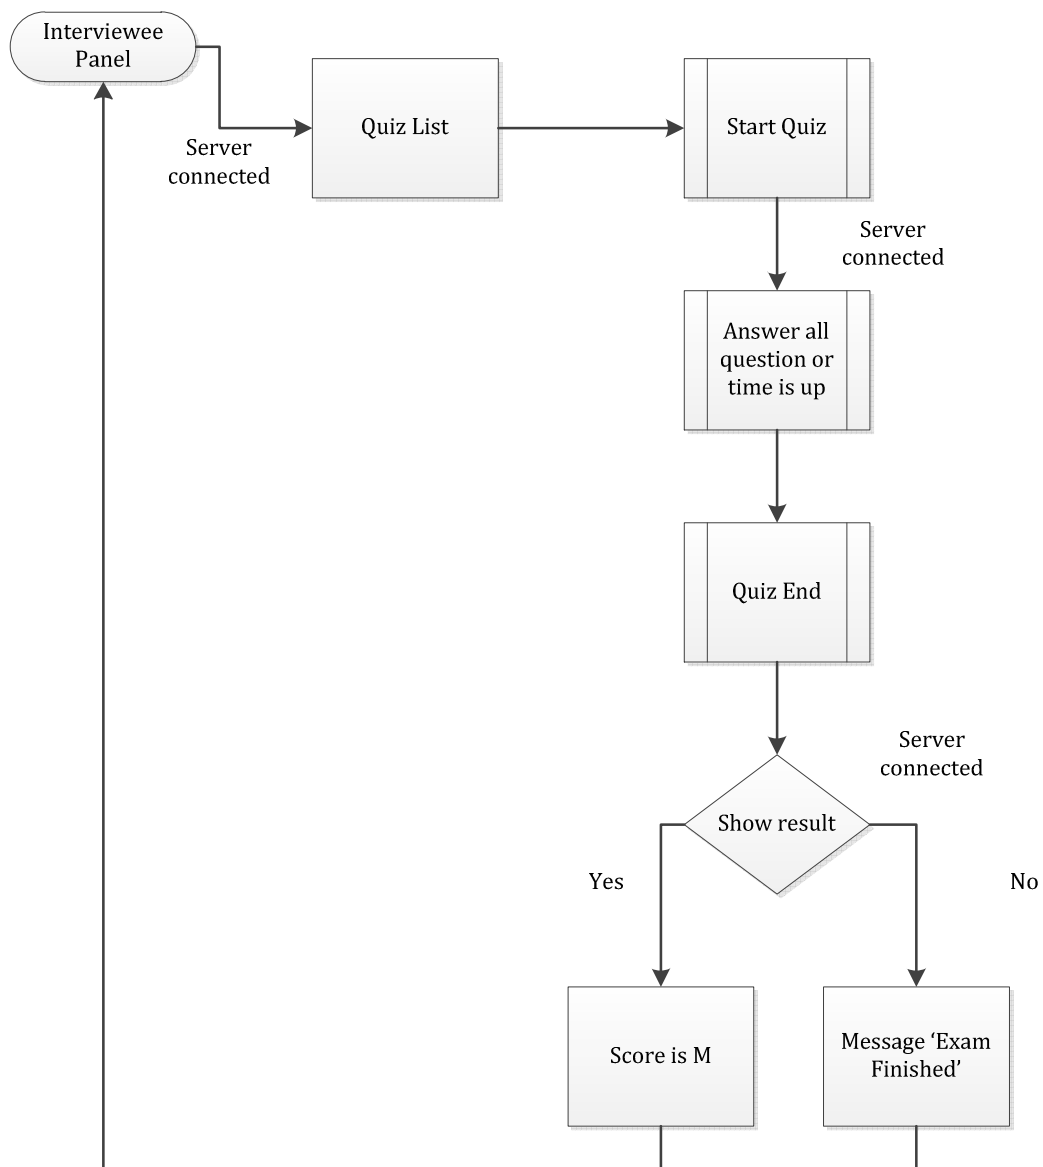 Interviewee
Panel
Server
connected
Quiz List
Start Quiz
Server
connected
Answer all
question or
time is up
Quiz End
Server
connected
Show result
Yes
No
Score is M
Message ‘Exam
Finished’